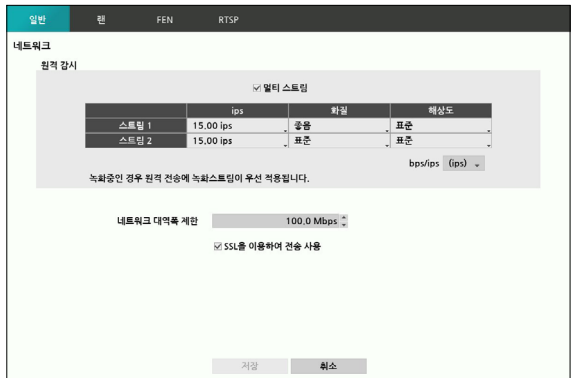 일반 랜 FEN RTSP
네트워크
원격 감시
멀티 스트림
ips 화질 해상도
스트림 1 15.00 ips 좋음 표준
스트림 2 15.00 ips 표준 표준
bps/ips (ips)
녹화중인 경우 원격 전송에 녹화스트림이 우선 적용됩니다.
네트워크 대역폭 제한 100.0 Mbps
SSL을 이용하여 전송 사용
저장 취소